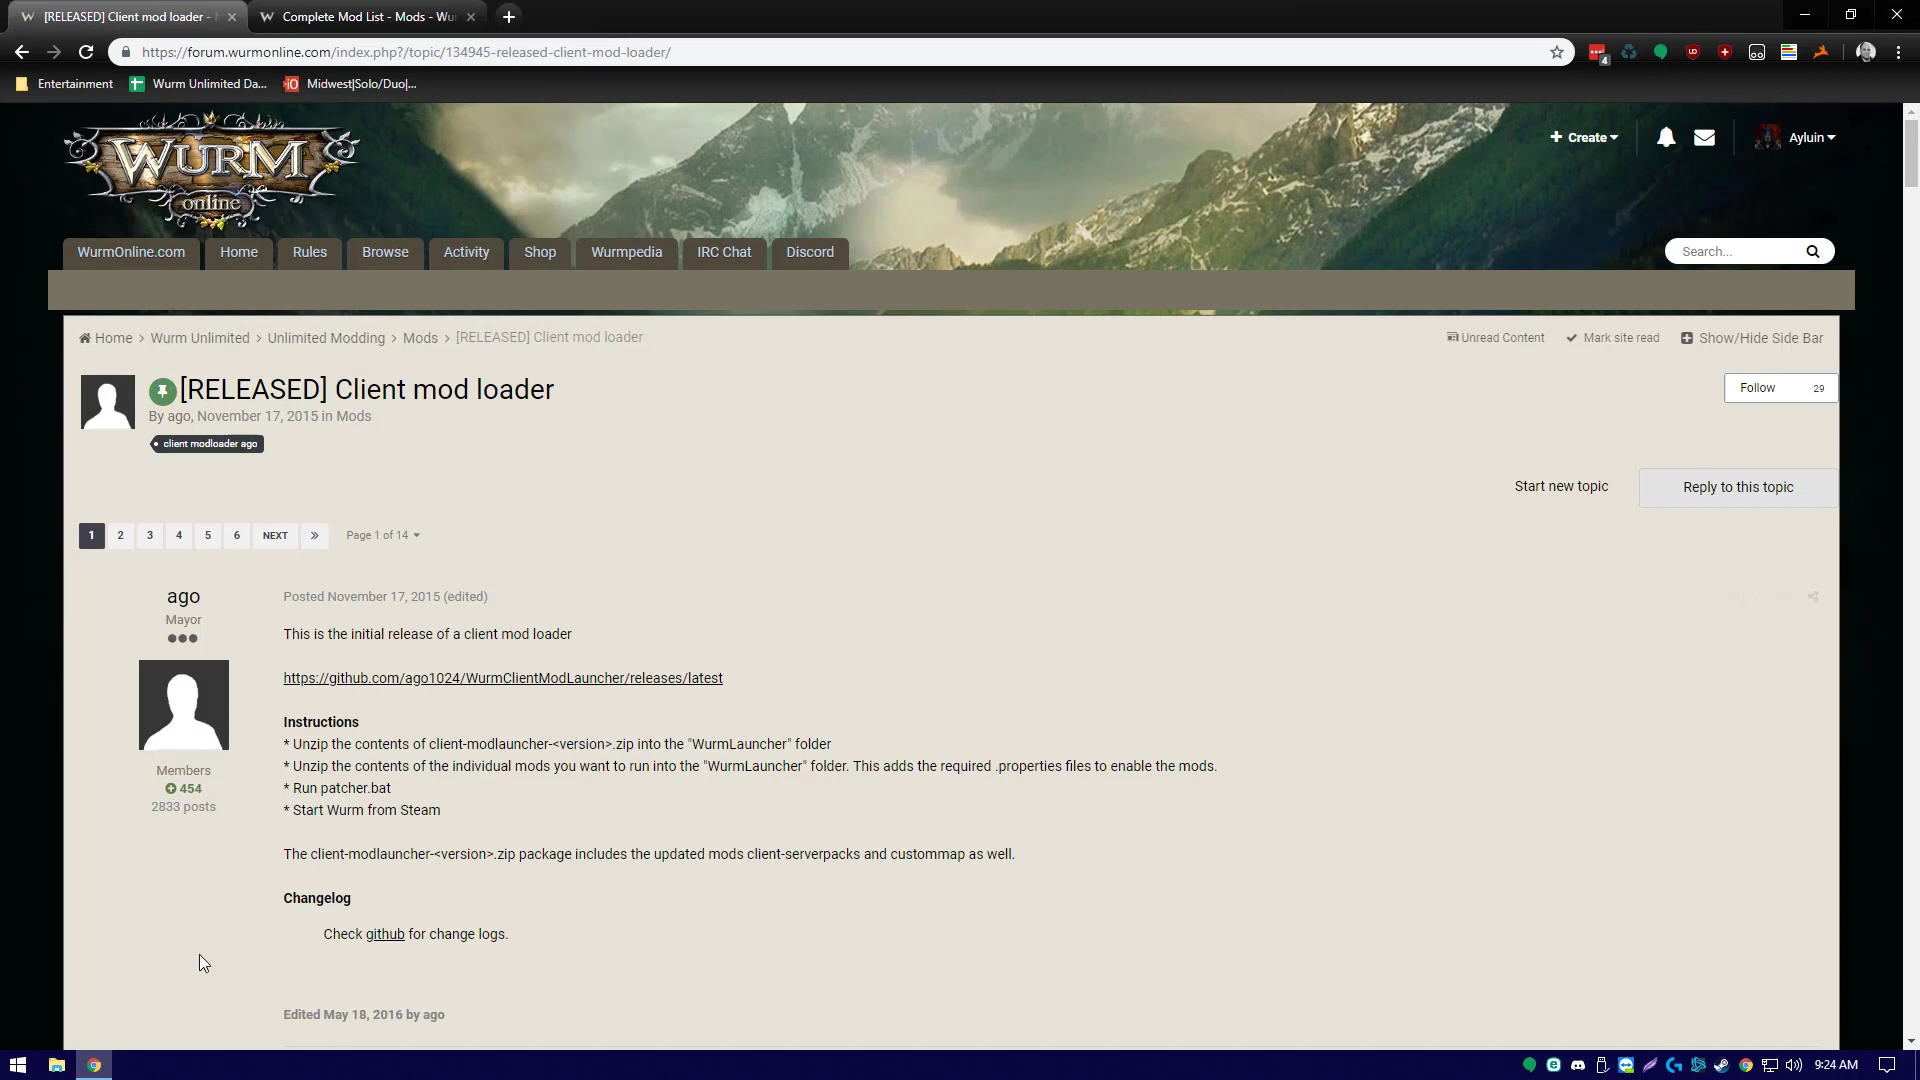 [RELEASED] Client mod loader -
Complete Mod List - Mods - Wu
https://forum.wurmonline.com/index.php?/topic/134945-released-client-mod-loader/
4
Entertainment
Wurm Unlimited Da...
Midwest|Solo/Duo|...
WURM
online
Create
Ayluin
WurmOnline.com
Home
Rules
Browse
Activity
Shop
Wurmpedia
IRC Chat
Discord
Search...
Home > Wurm Unlimited > Unlimited Modding > Mods > [RELEASED] Client mod loader
Unread Content
Mark site read
Show/Hide Side Bar
[RELEASED] Client mod loader
Follow 29
By ago, November 17, 2015 in Mods
client modloader ago
Start new topic
Reply to this topic
1 2 3 4 5 6 NEXT » Page 1 of 14
ago
Mayor
Members
454
2833 posts
Posted November 17, 2015 (edited)
This is the initial release of a client mod loader
https://github.com/ago1024/WurmClientModLauncher/releases/latest
Instructions
* Unzip the contents of client-modlauncher-<version>.zip into the "WurmLauncher" folder
* Unzip the contents of the individual mods you want to run into the "WurmLauncher" folder. This adds the required .properties files to enable the mods.
* Run patcher.bat
* Start Wurm from Steam
The client-modlauncher-<version>.zip package includes the updated mods client-serverpacks and custommap as well.
Changelog
Check github for change logs.
Edited May 18, 2016 by ago
9:24 AM